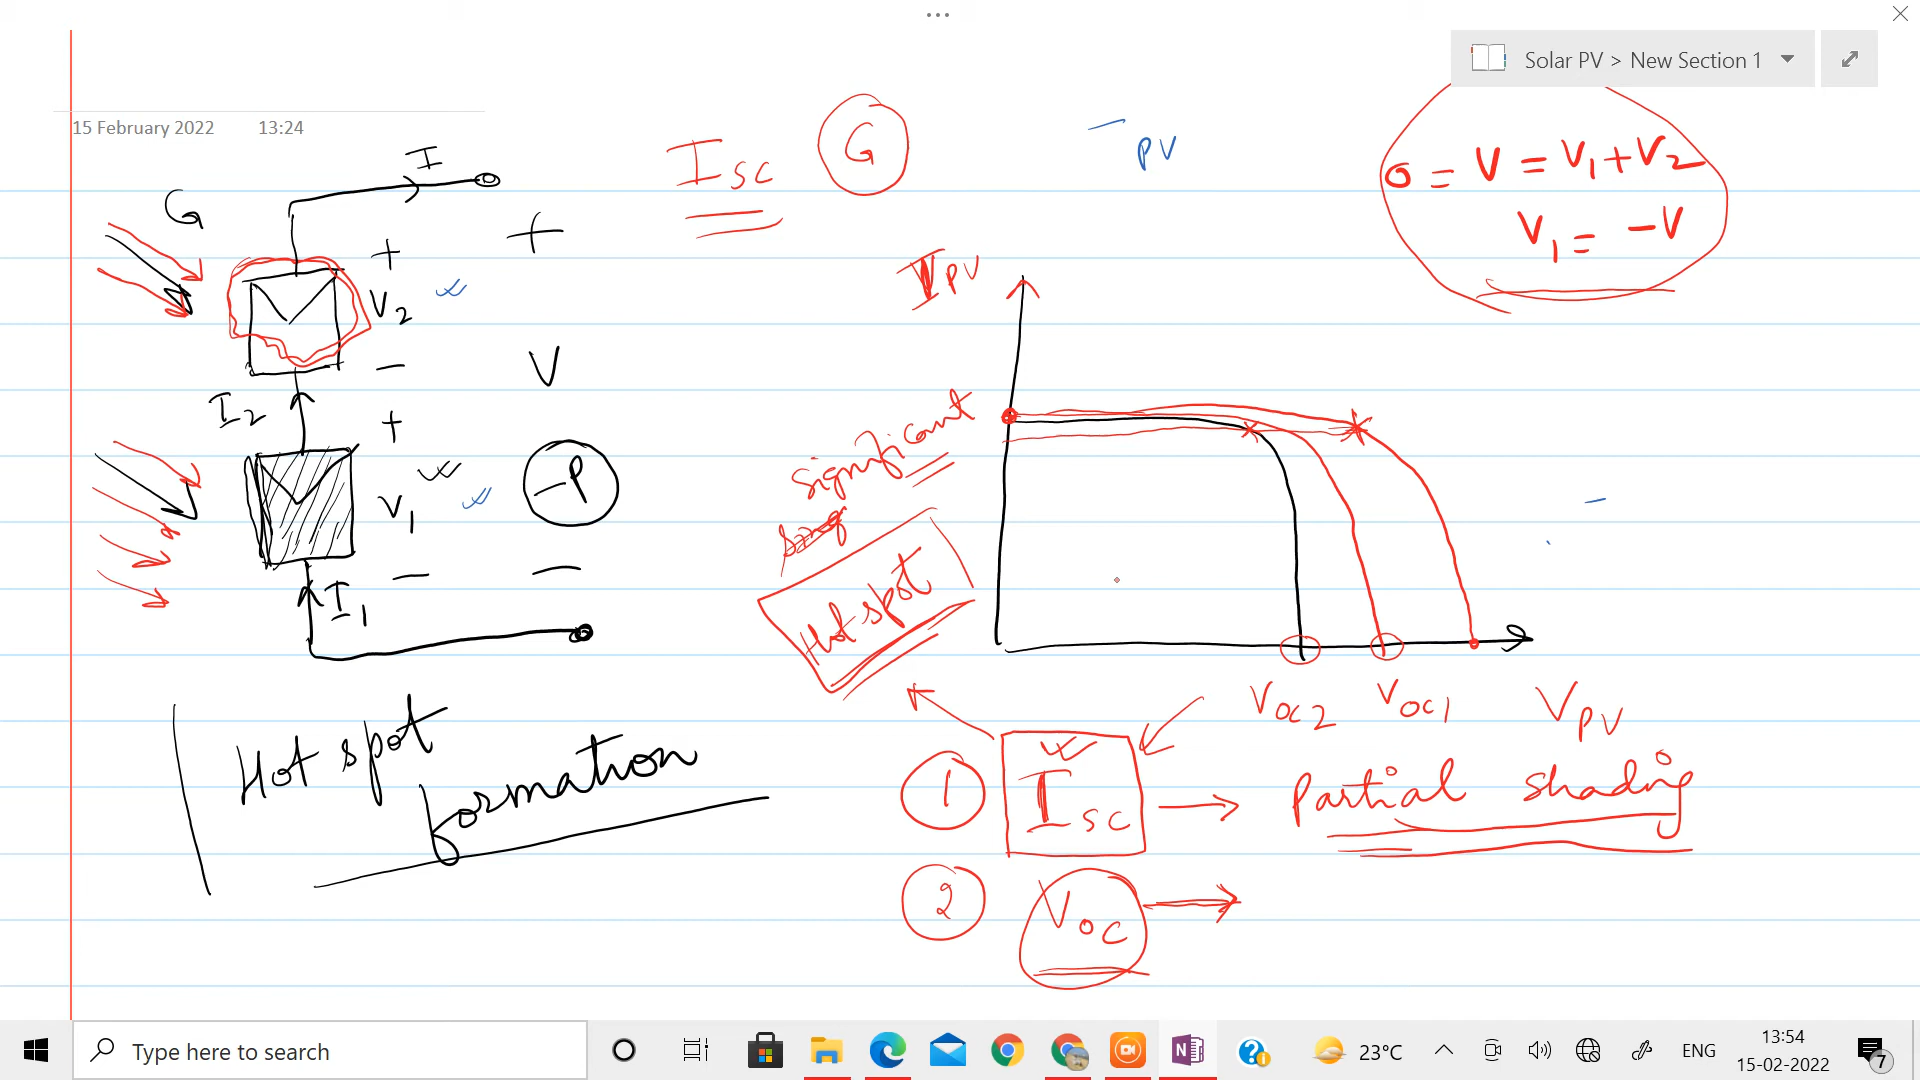 Solar PV > New Section 1
15 February 2022 13:24
I
G
+
V2
-
+
V
-P
-
I2
+
V1
-
I1
Isc G
PV
0 = V = V1 + V2
V1 = -V
IPV
significant
Hot spot
Voc2 Voc1 VPV
Hot spot
formation
1 Isc → Partial shading
2 Voc →
Type here to search
23°C
ENG
13:54
15-02-2022
7